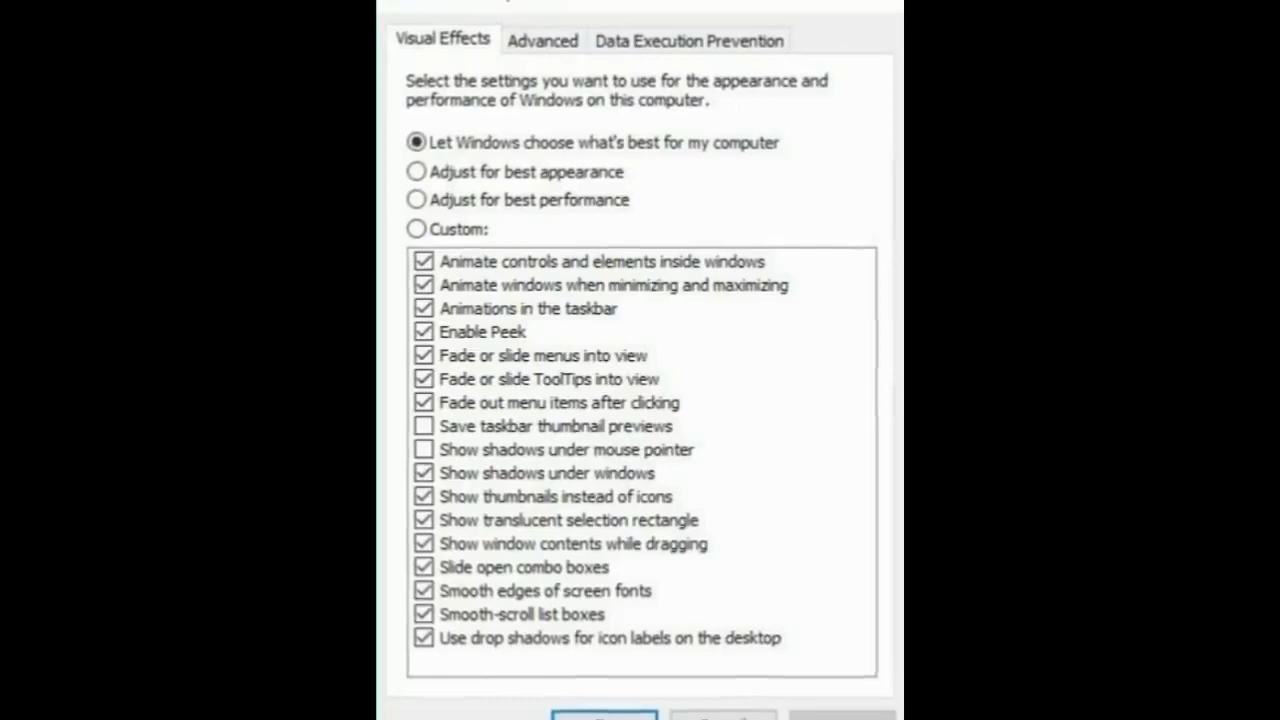 Visual Effects
Advanced
Data Execution Prevention
Select the settings you want to use for the appearance and
performance of Windows on this computer.
Let Windows choose what's best for my computer
Adjust for best appearance
Adjust for best performance
Custom:
Animate controls and elements inside windows
Animate windows when minimizing and maximizing
Animations in the taskbar
Enable Peek
Fade or slide menus into view
Fade or slide ToolTips into view
Fade out menu items after clicking
Save taskbar thumbnail previews
Show shadows under mouse pointer
Show shadows under windows
Show thumbnails instead of icons
Show translucent selection rectangle
Show window contents while dragging
Slide open combo boxes
Smooth edges of screen fonts
Smooth-scroll list boxes
Use drop shadows for icon labels on the desktop